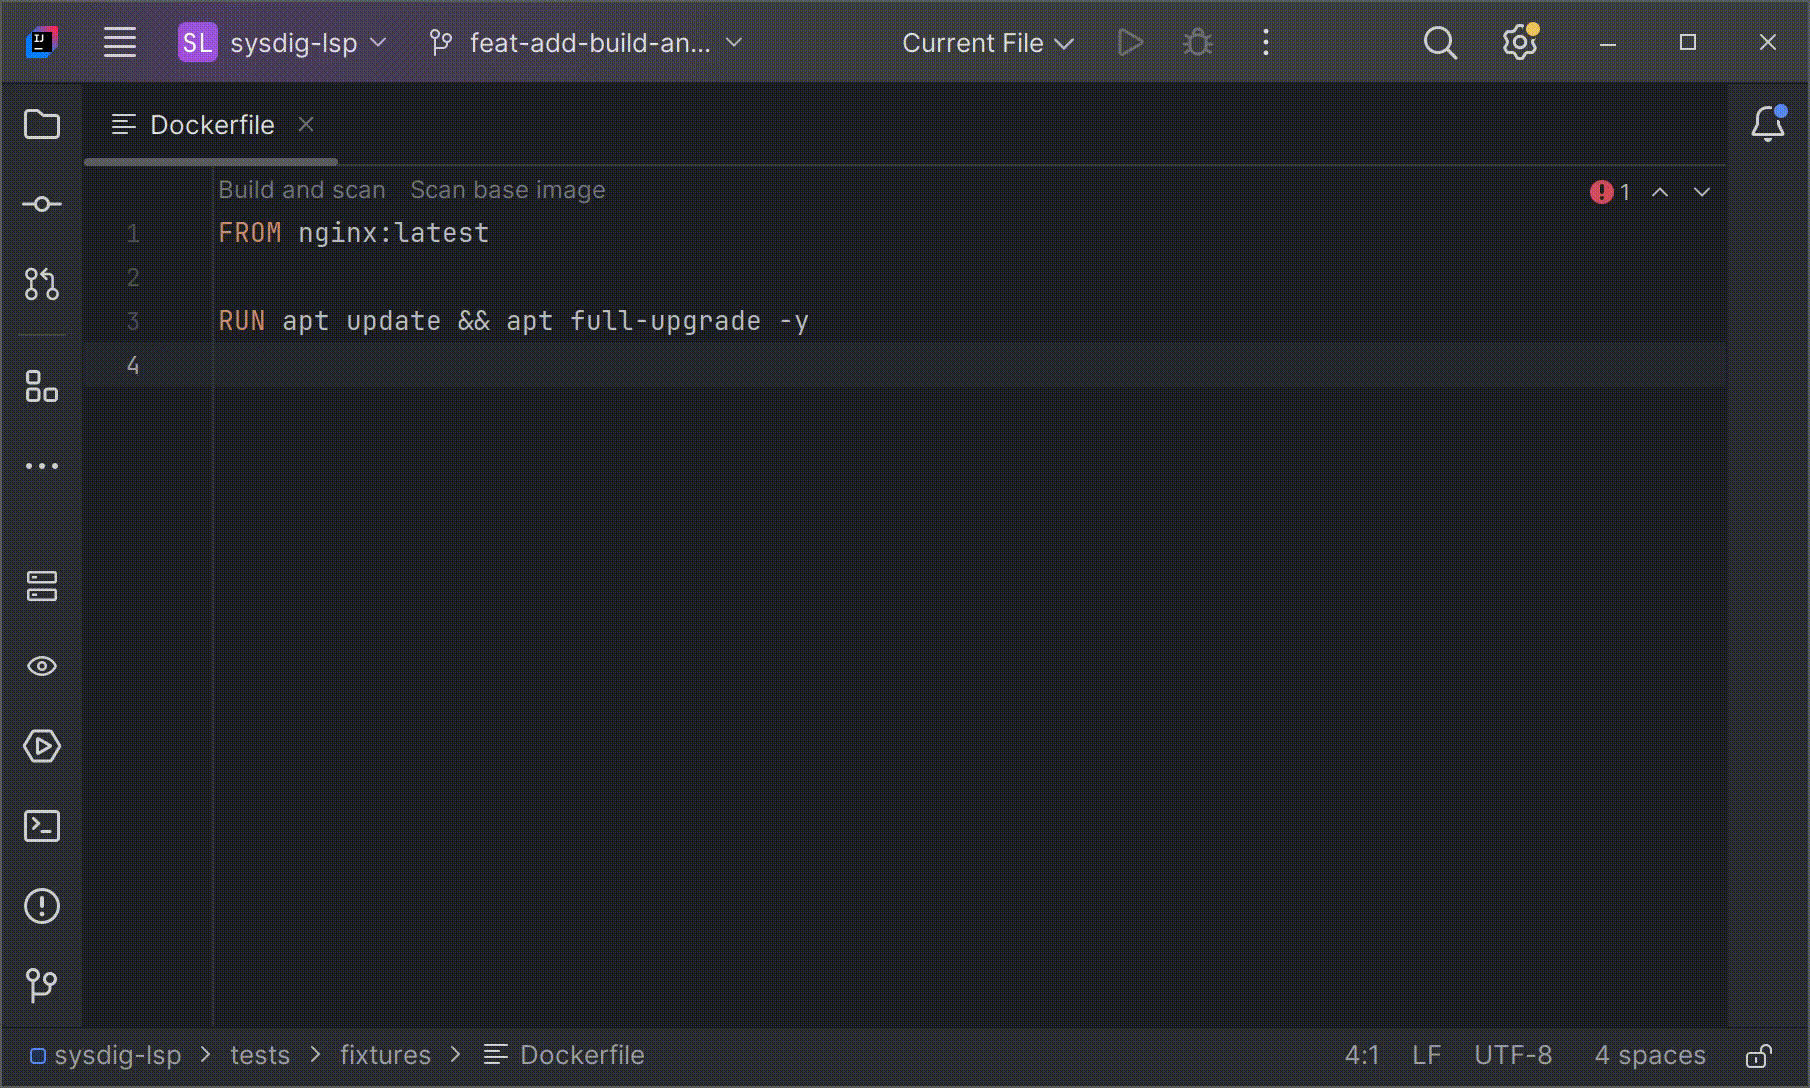 IJ
SL sysdig-lsp feat-add-build-an... Current File
Dockerfile
Build and scan Scan base image
1
1 FROM nginx:latest
2
3 RUN apt update && apt full-upgrade -y
4
sysdig-lsp > tests > fixtures > Dockerfile 4:1 LF UTF-8 4 spaces